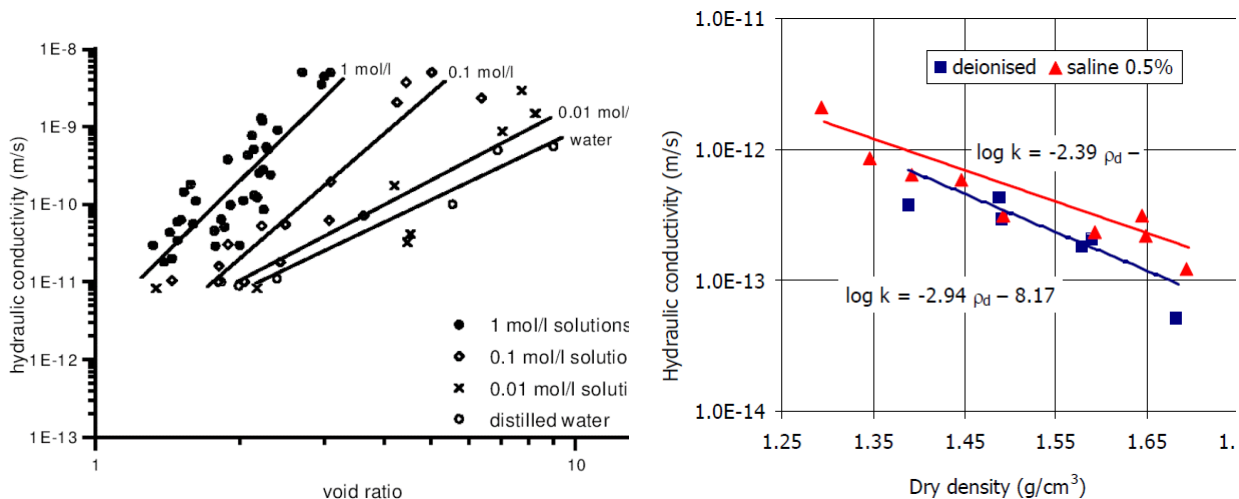 1E-8
1E-9
1E-10
1E-11
1E-12
1E-13
hydraulic conductivity (m/s)
1 mol/l
0.1 mol/l
0.01 mol/
water
1 mol/l solutions
0.1 mol/l solutio
0.01 mol/l soluti
distilled water
1
10
void ratio
1.0E-11
1.0E-12
1.0E-13
1.0E-14
Hydraulic conductivity (m/s)
deionised saline 0.5%
log k = -2.39 ρd –
log k = -2.94 ρd – 8.17
1.25 1.35 1.45 1.55 1.65 1.
Dry density (g/cm³)